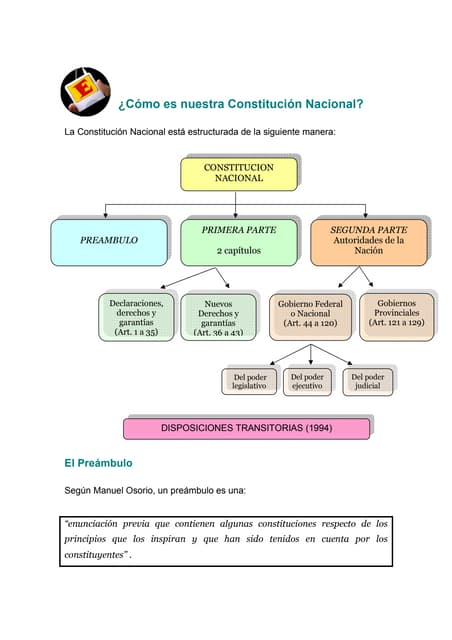 E
¿Cómo es nuestra Constitución Nacional?
La Constitución Nacional está estructurada de la siguiente manera:
CONSTITUCION
NACIONAL
PREAMBULO
PRIMERA PARTE
2 capítulos
SEGUNDA PARTE
Autoridades de la
Nación
Declaraciones,
derechos y
garantías
(Art. 1 a 35)
Nuevos
Derechos y
garantías
(Art. 36 a 43)
Gobierno Federal
o Nacional
(Art. 44 a 120)
Gobiernos
Provinciales
(Art. 121 a 129)
Del poder
legislativo
Del poder
ejecutivo
Del poder
judicial
DISPOSICIONES TRANSITORIAS (1994)
El Preámbulo
Según Manuel Osorio, un preámbulo es una:
“enunciación previa que contienen algunas constituciones respecto de los
principios que los inspiran y que han sido tenidos en cuenta por los
constituyentes” .